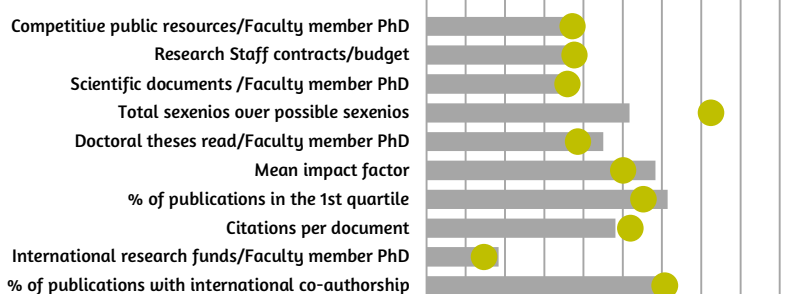 Competitive public resources/Faculty member PhD
Research Staff contracts/budget
Scientific documents /Faculty member PhD
Total sexenios over possible sexenios
Doctoral theses read/Faculty member PhD
Mean impact factor
% of publications in the 1st quartile
Citations per document
International research funds/Faculty member PhD
% of publications with international co-authorship